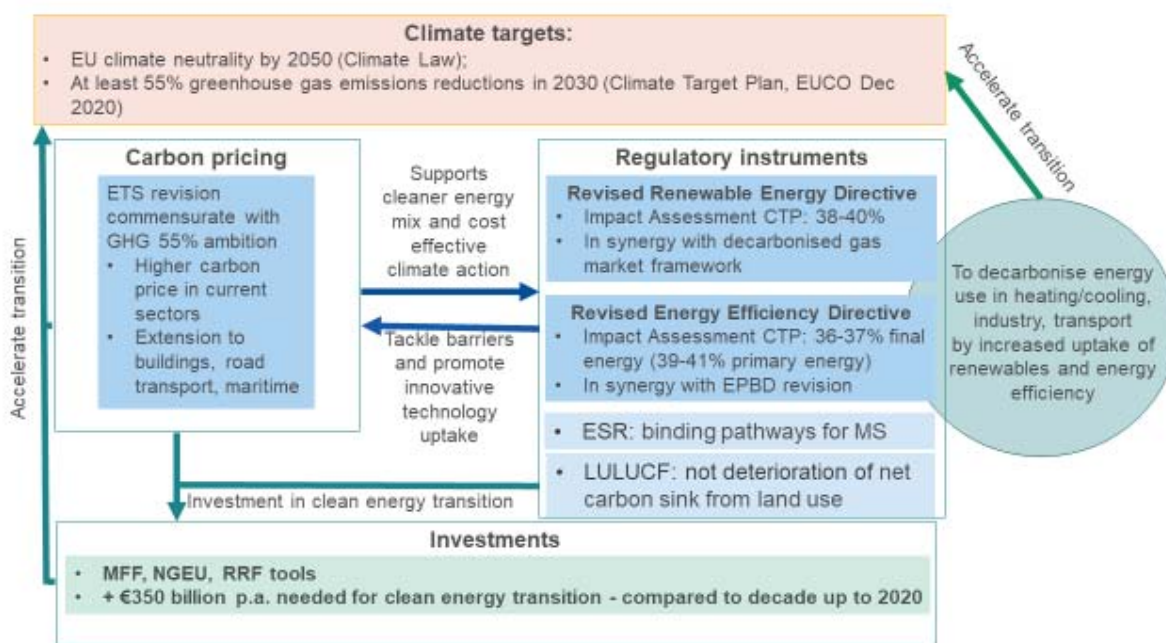 Climate targets:
• EU climate neutrality by 2050 (Climate Law);
• At least 55% greenhouse gas emissions reductions in 2030 (Climate Target Plan, EUCO Dec
2020)
Accelerate transition
Carbon pricing
ETS revision
commensurate with
GHG 55% ambition
• Higher carbon
price in current
sectors
• Extension to
buildings, road
transport, maritime
Accelerate transition
Supports
cleaner energy
mix and cost
effective
climate action
Tackle barriers
and promote
innovative
technology
uptake
Regulatory instruments
Revised Renewable Energy Directive
• Impact Assessment CTP: 38-40%
• In synergy with decarbonised gas
market framework
Revised Energy Efficiency Directive
• Impact Assessment CTP: 36-37% final
energy (39-41% primary energy)
• In synergy with EPBD revision
• ESR: binding pathways for MS
• LULUCF: not deterioration of net
carbon sink from land use
To decarbonise energy
use in heating/cooling,
industry, transport
by increased uptake of
renewables and energy
efficiency
Investment in clean energy transition
Investments
• MFF, NGEU, RRF tools
• + €350 billion p.a. needed for clean energy transition - compared to decade up to 2020